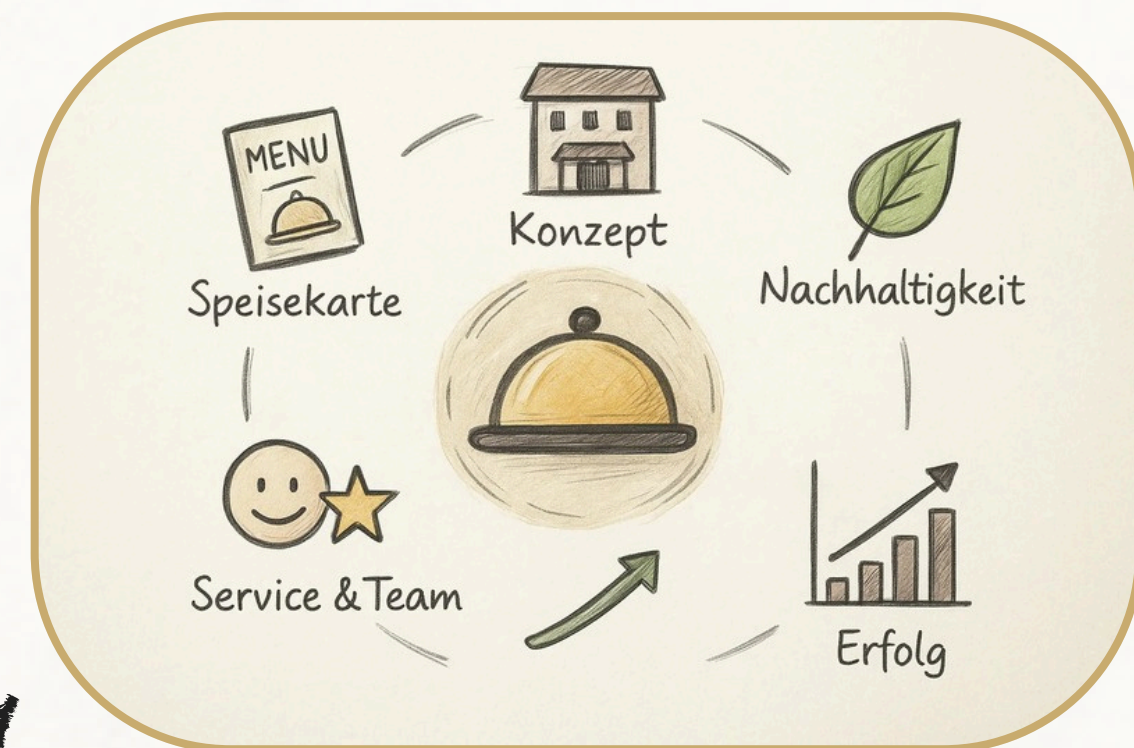 MENU
Konzept
Speisekarte
Nachhaltigkeit
Service & Team
Erfolg